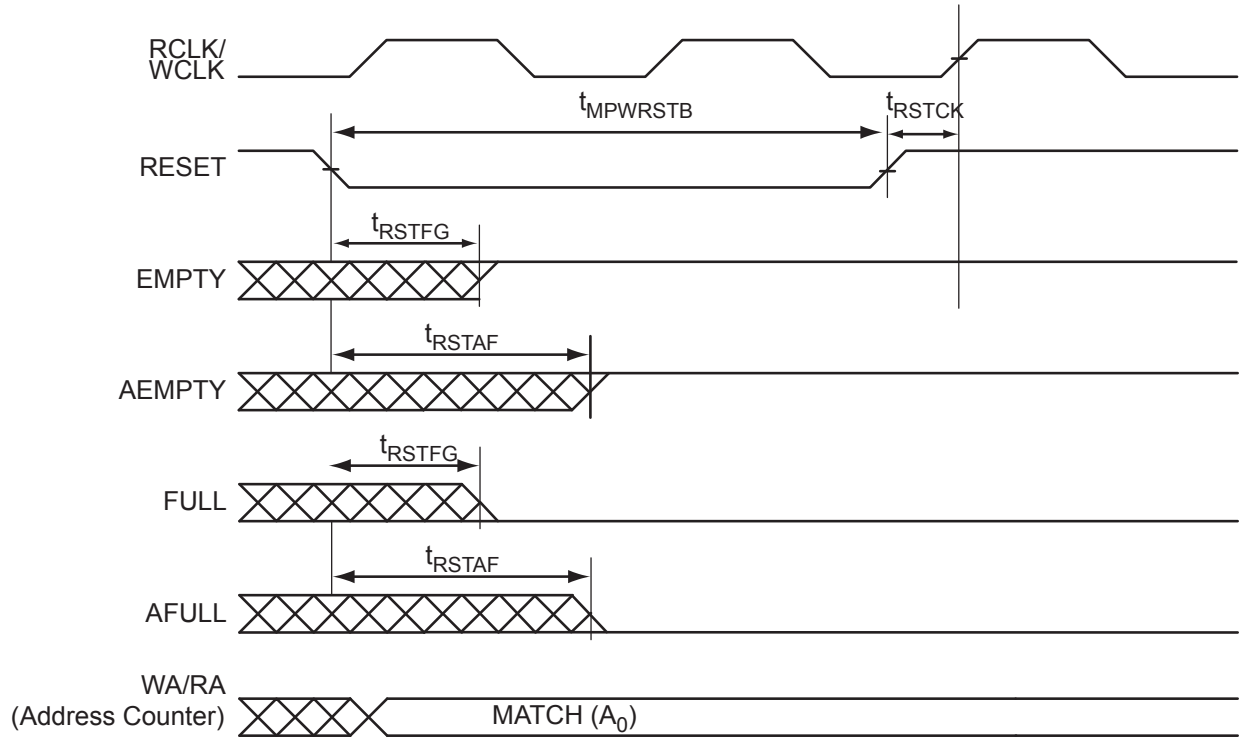 RCLK/
WCLK
tMPWRSTB
tRSTCK
RESET
tRSTFG
EMPTY
tRSTAF
AEMPTY
tRSTFG
FULL
tRSTAF
AFULL
WA/RA
(Address Counter)
MATCH (A0)